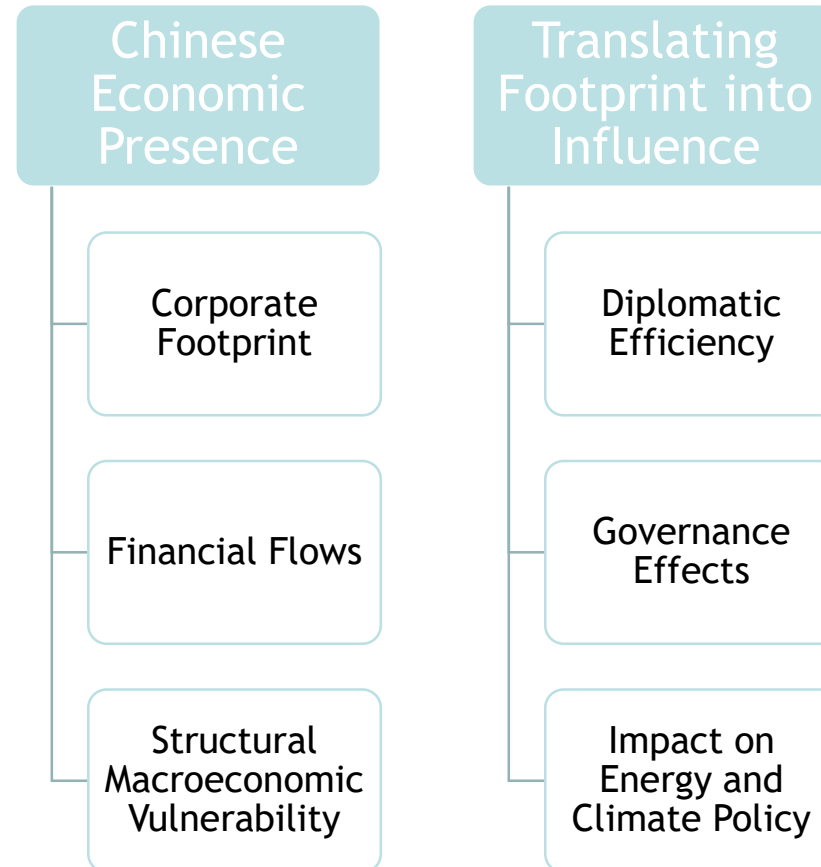 Chinese
Economic
Presence
Corporate
Footprint
Financial Flows
Structural
Macroeconomic
Vulnerability
Translating
Footprint into
Influence
Diplomatic
Efficiency
Governance
Effects
Impact on
Energy and
Climate Policy